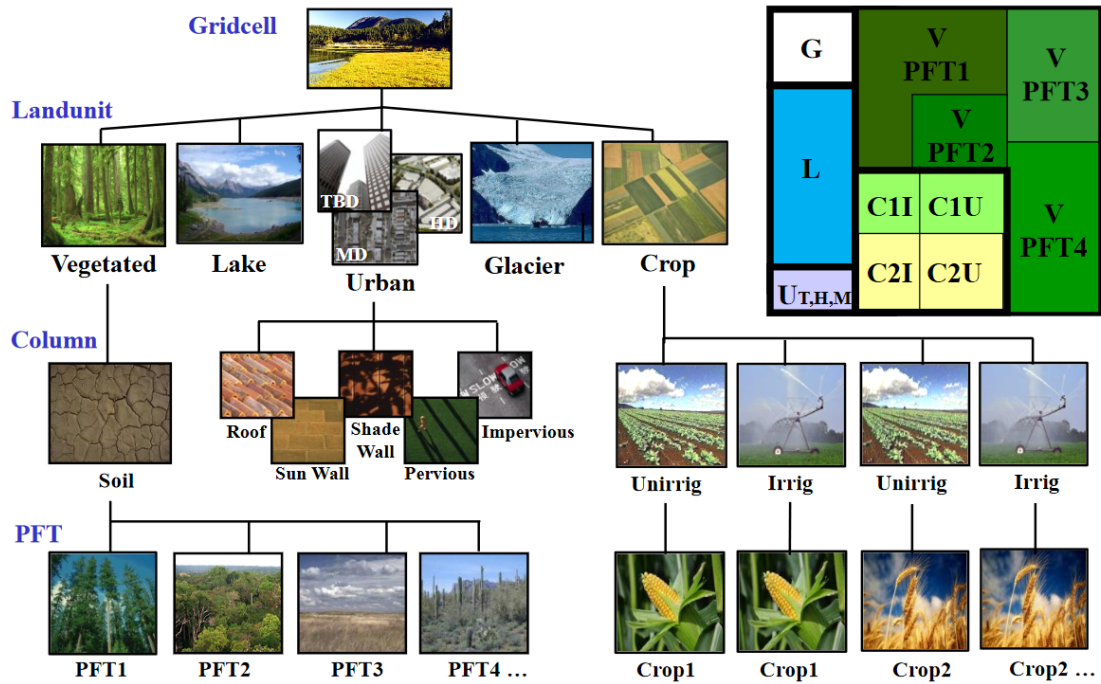 Gridcell
Landunit
TBD
HD
MD
Vegetated
Lake
Urban
Glacier
Crop
G
V
PFT1
V
PFT3
V
PFT2
L
C1I
C1U
V
PFT4
C2I
C2U
UT,H,M
Column
SLOW
Roof
Sun Wall
Shade
Wall
Pervious
Impervious
Soil
Unirrig
Irrig
Unirrig
Irrig
PFT
PFT1
PFT2
PFT3
PFT4 …
Crop1
Crop1
Crop2
Crop2 …